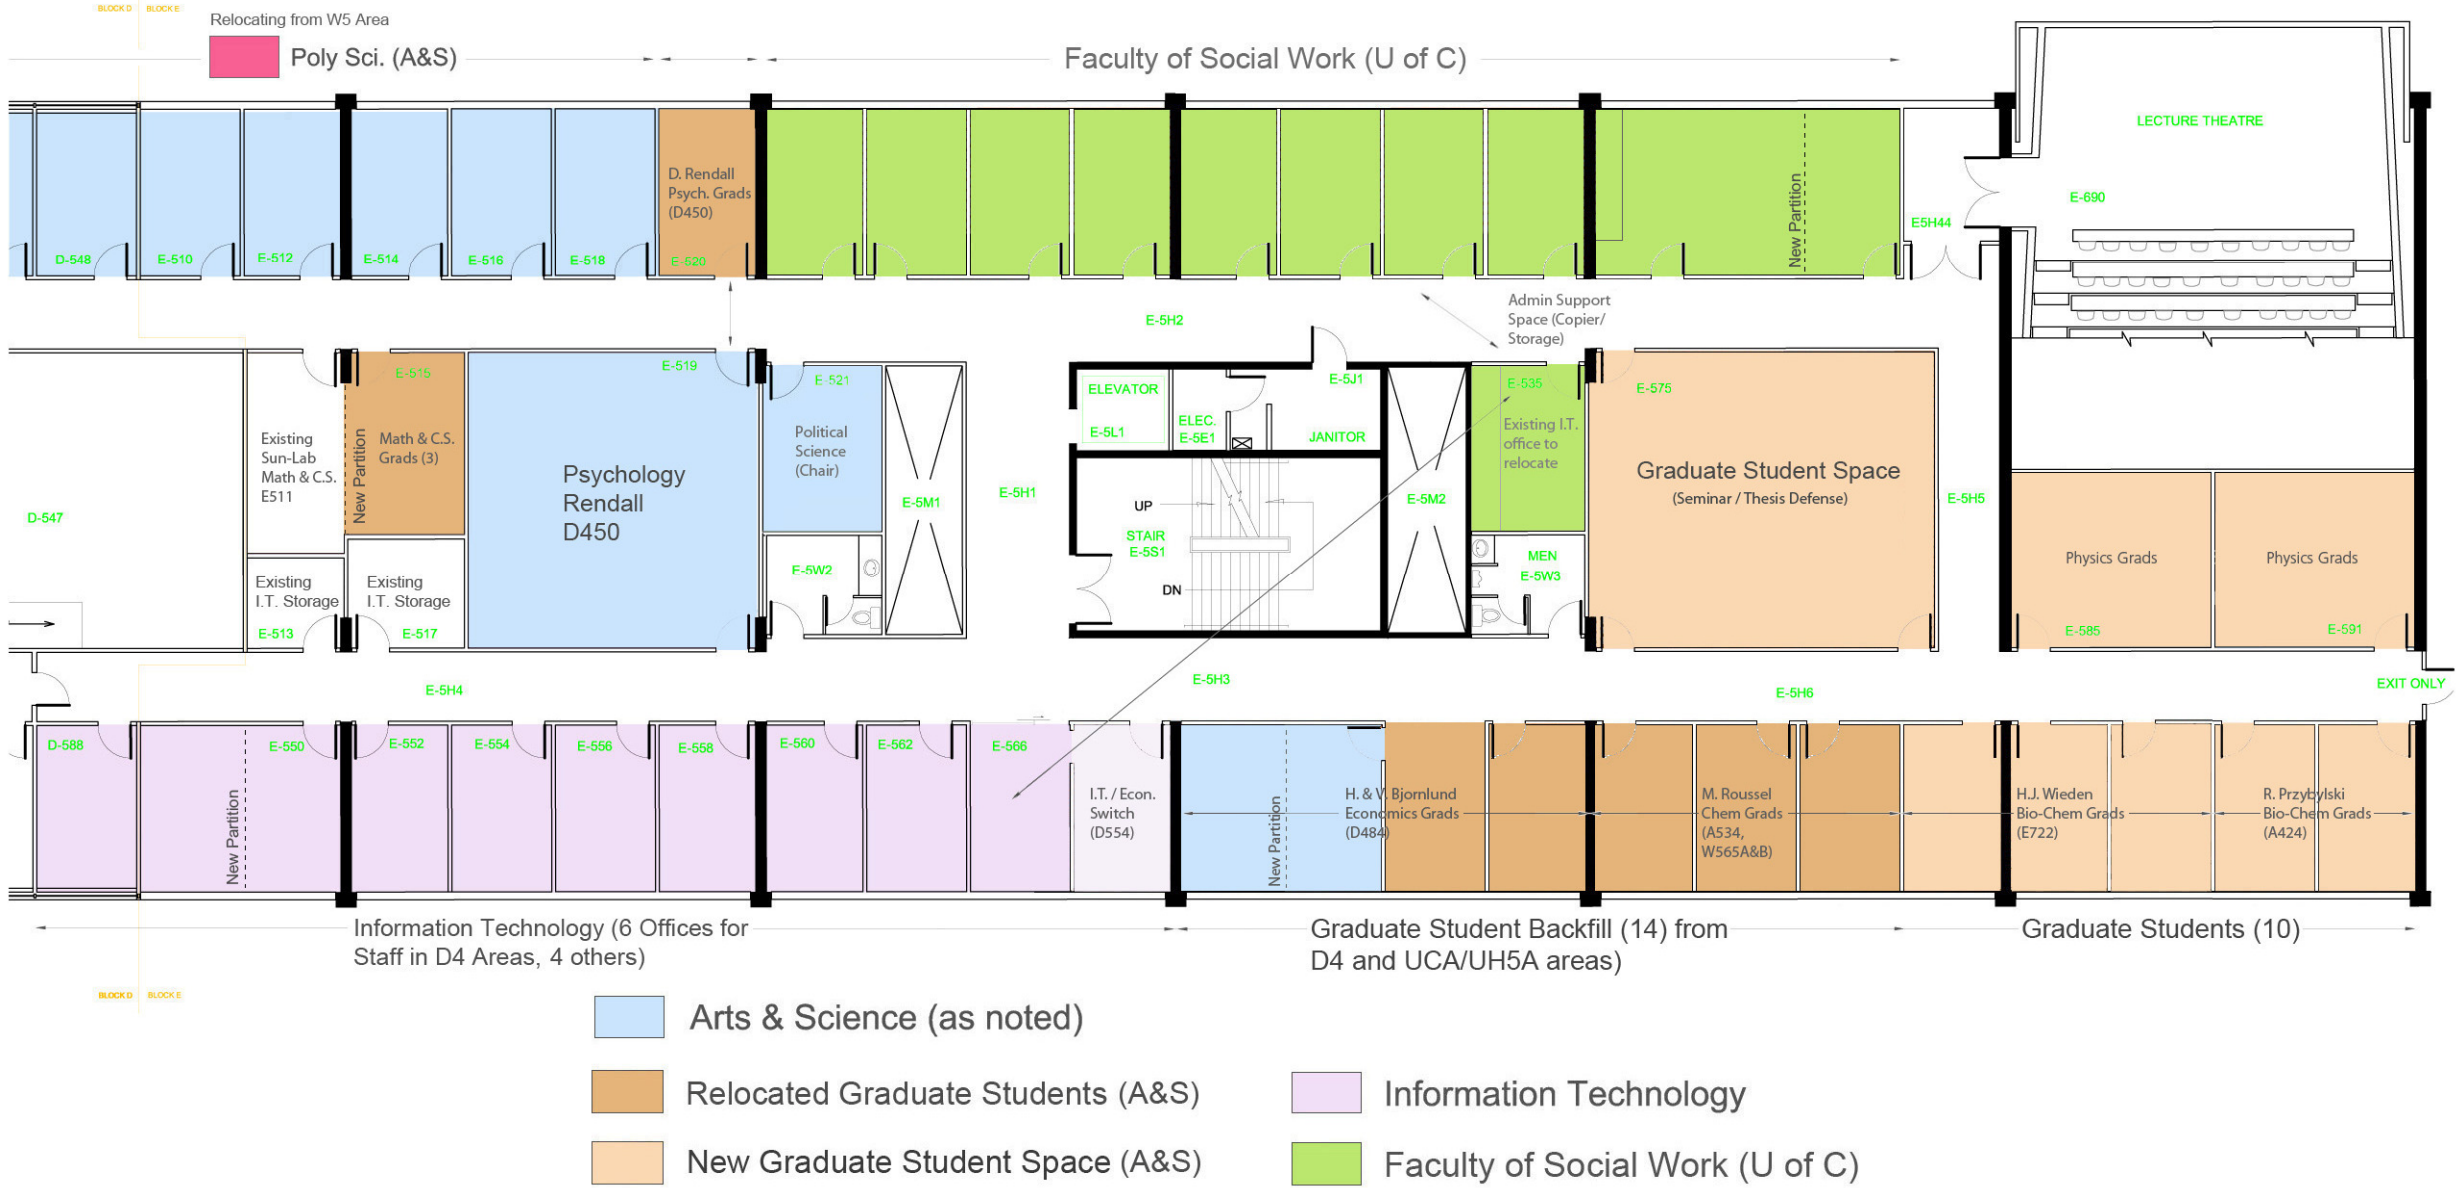 BLOCK D
BLOCK E
Relocating from W5 Area
Poly Sci. (A&S)
Faculty of Social Work (U of C)
LECTURE THEATRE
E-690
D. Rendall
Psych. Grads
(D450)
New Partition
E5H44
D-548
E-510
E-512
E-514
E-516
E-518
E-520
E-5H2
Admin Support
Space (Copier/
Storage)
E-515
E-519
E-521
E-5J1
E-535
E-575
ELEVATOR
E-5L1
ELEC.
E-5E1
JANITOR
Existing
Sun-Lab
Math & C.S.
E511
New Partition
Math & C.S.
Grads (3)
Psychology
Rendall
D450
Political
Science
(Chair)
E-5M1
E-5H1
UP
STAIR
E-5S1
DN
E-5M2
Existing I.T.
office to
relocate
Graduate Student Space
(Seminar / Thesis Defense)
E-5H5
D-547
Existing
I.T. Storage
E-513
Existing
I.T. Storage
E-517
E-5W2
MEN
E-5W3
Physics Grads
E-585
Physics Grads
E-591
E-5H4
E-5H3
E-5H6
EXIT ONLY
D-588
E-550
E-552
E-554
E-556
E-558
E-560
E-562
E-566
New Partition
I.T. / Econ.
Switch
(D554)
New Partition
H. & V. Bjornlund
Economics Grads
(D484)
M. Roussel
Chem Grads
(A534,
W565A&B)
H.J. Wieden
Bio-Chem Grads
(E722)
R. Przybylski
Bio-Chem Grads
(A424)
Information Technology (6 Offices for
Staff in D4 Areas, 4 others)
Graduate Student Backfill (14) from
D4 and UCA/UH5A areas)
Graduate Students (10)
BLOCK D
BLOCK E
Arts & Science (as noted)
Relocated Graduate Students (A&S)
Information Technology
New Graduate Student Space (A&S)
Faculty of Social Work (U of C)